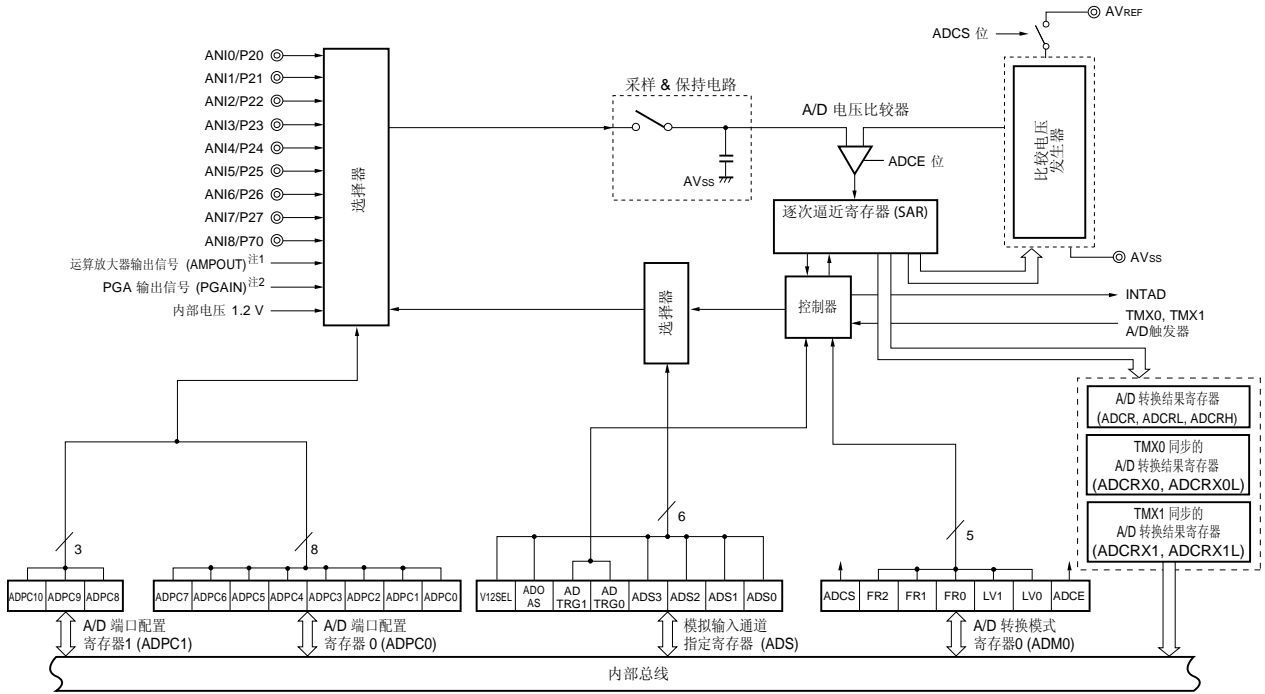 AVREF
ADCS 位
ANI0/P20
ANI1/P21
ANI2/P22
ANI3/P23
ANI4/P24
ANI5/P25
ANI6/P26
ANI7/P27
ANI8/P70
运算放大器输出信号 (AMPOUT)注1
PGA 输出信号 (PGAIN)注2
内部电压 1.2 V
选择器
采样 & 保持电路
AVSS
A/D 电压比较器
ADCE 位
比较电压
发生器
AVSS
逐次逼近寄存器 (SAR)
选择器
控制器
INTAD
TMX0, TMX1
A/D触发器
A/D 转换结果寄存器
(ADCR, ADCRL, ADCRH)
TMX0 同步的
A/D 转换结果寄存器
(ADCRX0, ADCRX0L)
TMX1 同步的
A/D 转换结果寄存器
(ADCRX1, ADCRX1L)
3
8
6
5
ADPC10 ADPC9 ADPC8
ADPC7 ADPC6 ADPC5 ADPC4 ADPC3 ADPC2 ADPC1 ADPC0
V12SEL ADO AS AD TRG1 AD TRG0 ADS3 ADS2 ADS1 ADS0
ADCS FR2 FR1 FR0 LV1 LV0 ADCE
A/D 端口配置
寄存器1 (ADPC1)
A/D 端口配置
寄存器 0 (ADPC0)
模拟输入通道
指定寄存器 (ADS)
A/D 转换模式
寄存器0 (ADM0)
内部总线